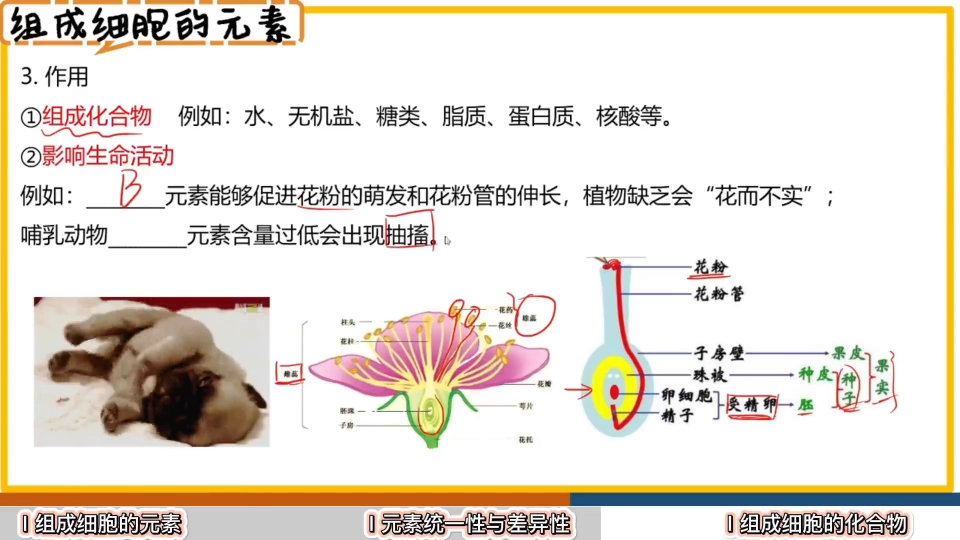 组成细胞的元素
3. 作用
①组成化合物 例如：水、无机盐、糖类、脂质、蛋白质、核酸等。
②影响生命活动
例如：___B___元素能够促进花粉的萌发和花粉管的伸长，植物缺乏会“花而不实”；
哺乳动物_______元素含量过低会出现抽搐。
柱头
花柱
雌蕊
胚珠
子房
花药
花丝
雄蕊
花瓣
萼片
花托
花粉
花粉管
子房壁
果皮
珠被
种皮
卵细胞
精子
受精卵
胚
种子
果实
组成细胞的元素
元素统一性与差异性
组成细胞的化合物